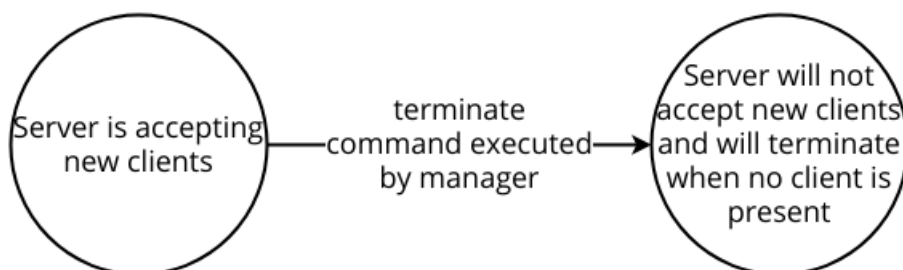 Server is accepting
new clients
terminate
command executed
by manager
Server will not
accept new clients
and will terminate
when no client is
present